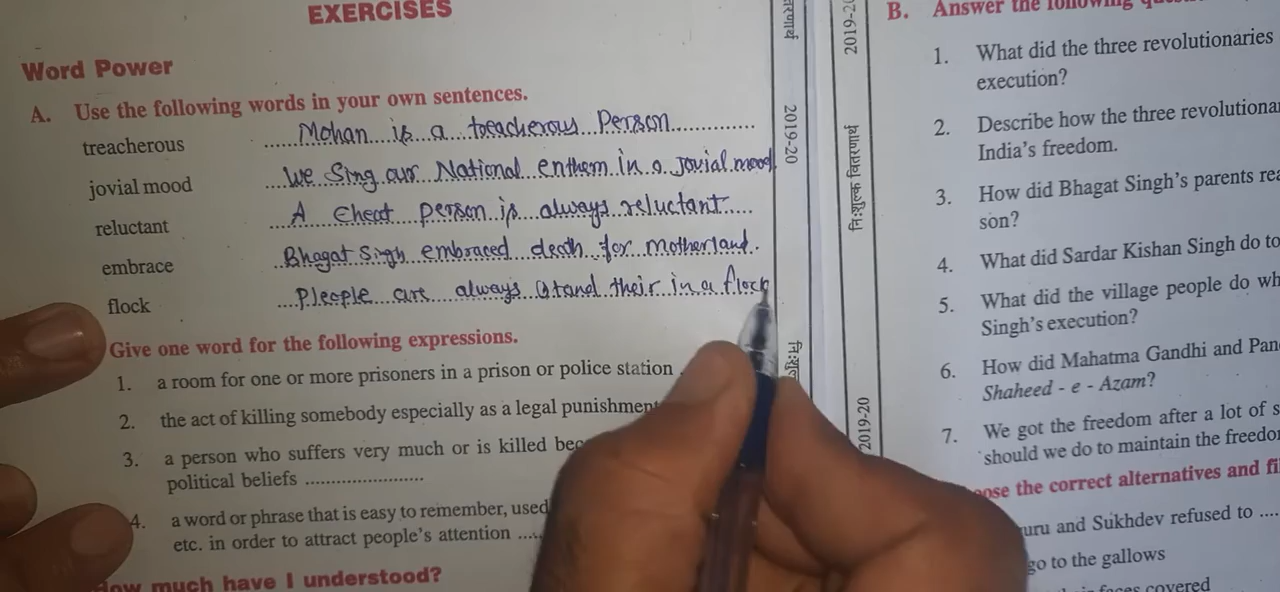 EXERCISES
Word Power
A. Use the following words in your own sentences.
treacherous Mohan is a treacherous Person
jovial mood We Sing our National enthem in a Jovial mood
reluctant A Cheat person is always reluctant
embrace Bhagat Singh embraced death for motherland.
flock Pleople are always Stand their in a flock
Give one word for the following expressions.
1. a room for one or more prisoners in a prison or police station
2. the act of killing somebody especially as a legal punishment
3. a person who suffers very much or is killed bec
political beliefs ........................
4. a word or phrase that is easy to remember, used
etc. in order to attract people's attention ....
ow much have I understood?
2019-20
2019-20
निःशुल्क वितरणार्थ
2019-20
B. Answer the following
1. What did the three revolutionaries
execution?
2. Describe how the three revolutiona
India's freedom.
3. How did Bhagat Singh's parents rea
son?
4. What did Sardar Kishan Singh do to
5. What did the village people do wh
Singh's execution?
6. How did Mahatma Gandhi and Pan
Shaheed - e - Azam?
7. We got the freedom after a lot of s
should we do to maintain the freedo
ose the correct alternatives and fi
uru and Sukhdev refused to ....
go to the gallows
faces covered